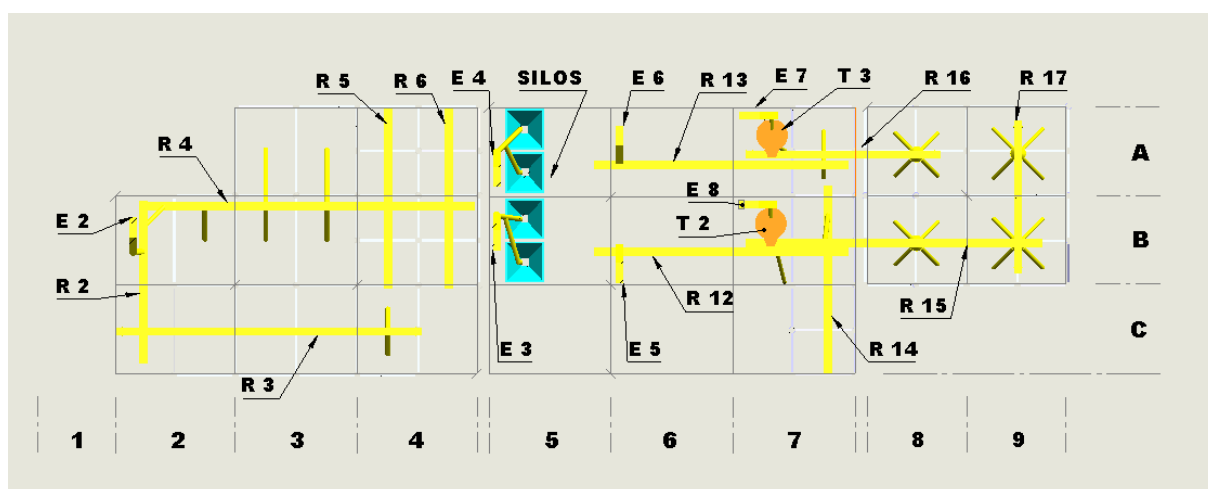 R 5 R 6 E 4 SILOS E 6 R 13 E 7 T 3 R 16 R 17
R 4 A
E 2 E 8
T 2 B
R 2
R 12 R 15
C
E 3 E 5 R 14
R 3
1 2 3 4 5 6 7 8 9